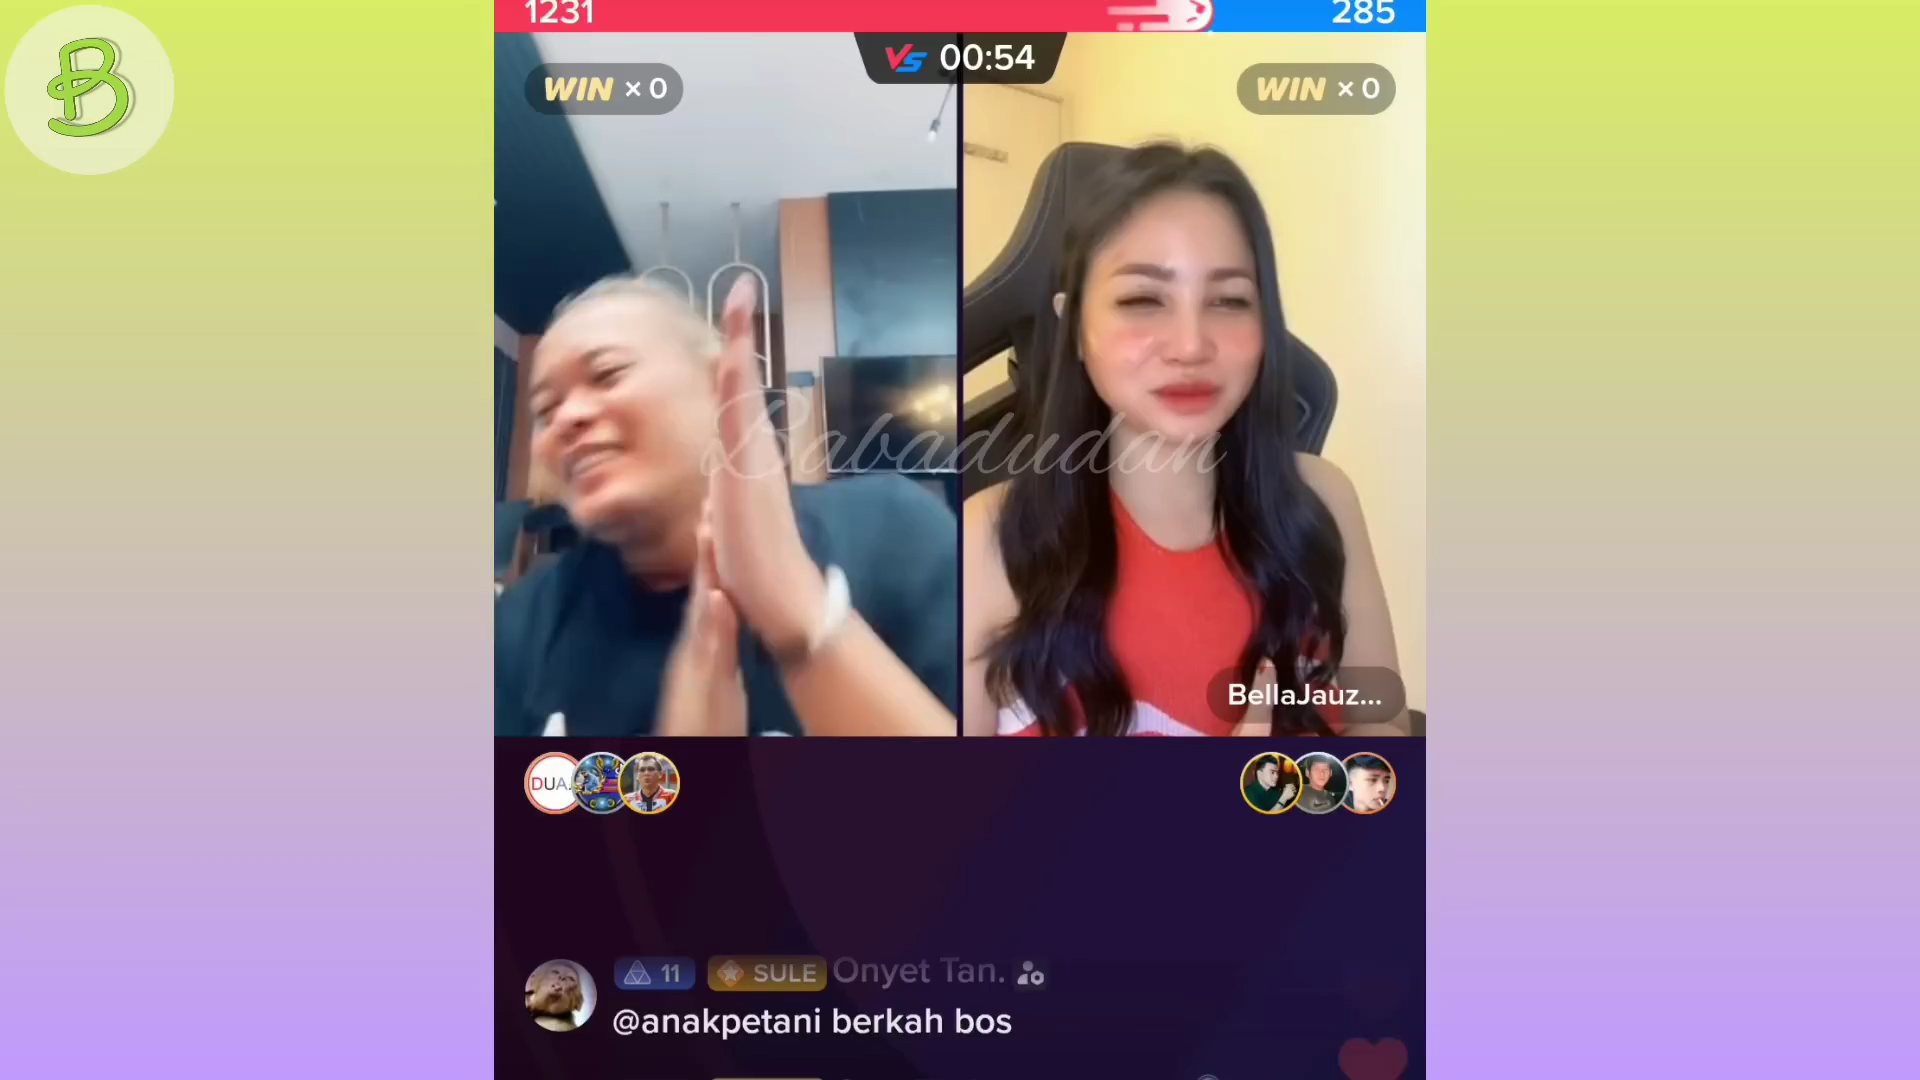 1231
285
VS 00:54
WIN × 0
WIN × 0
B
Babadudan
BellaJauz...
DUA
11
SULE
Onyet Tan.
@anakpetani berkah bos